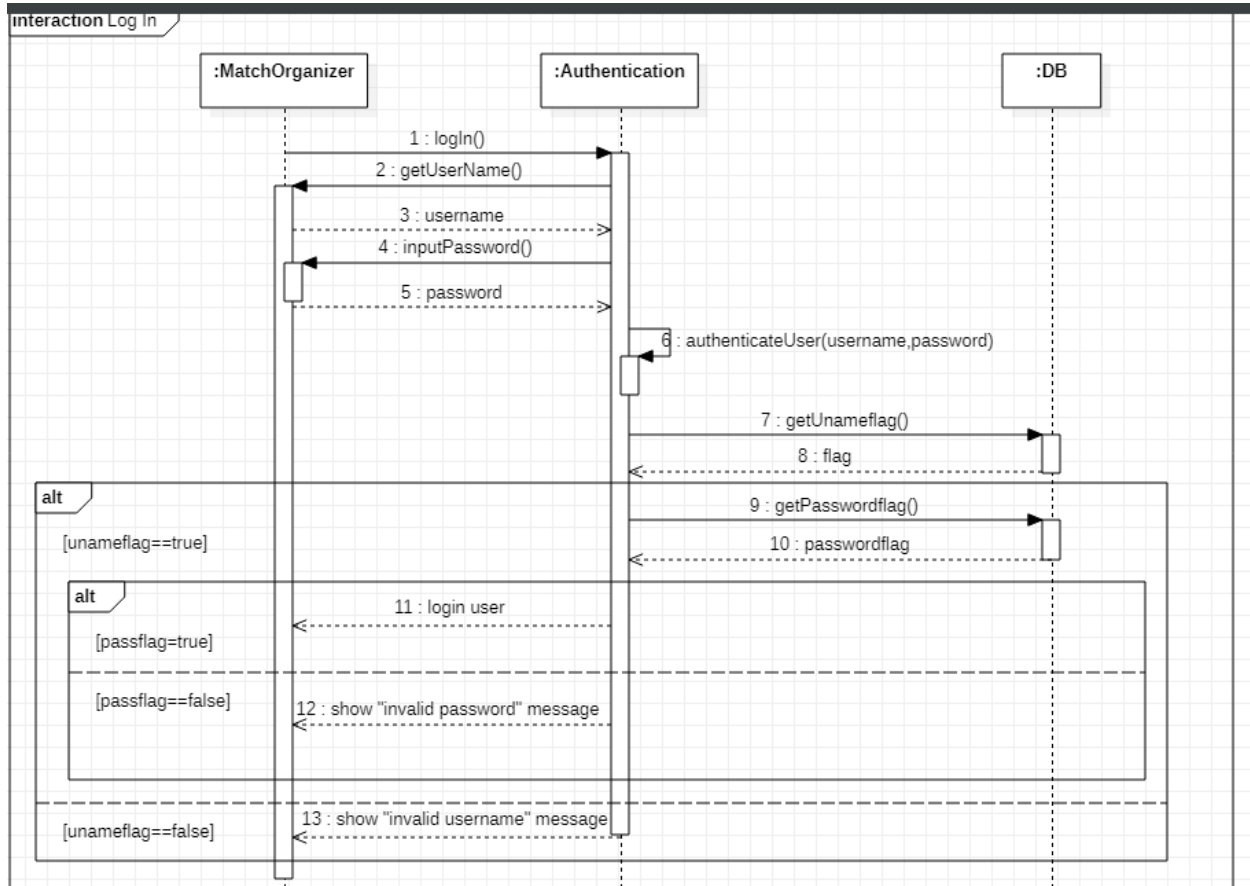 interaction Log In
:MatchOrganizer
:Authentication
:DB
1 : logIn()
2 : getUserName()
3 : username
4 : inputPassword()
5 : password
6 : authenticateUser(username,password)
7 : getUnameflag()
8 : flag
alt
9 : getPasswordflag()
[unameflag==true]
10 : passwordflag
alt
11 : login user
[passflag=true]
[passflag==false]
12 : show "invalid password" message
13 : show "invalid username" message
[unameflag==false]